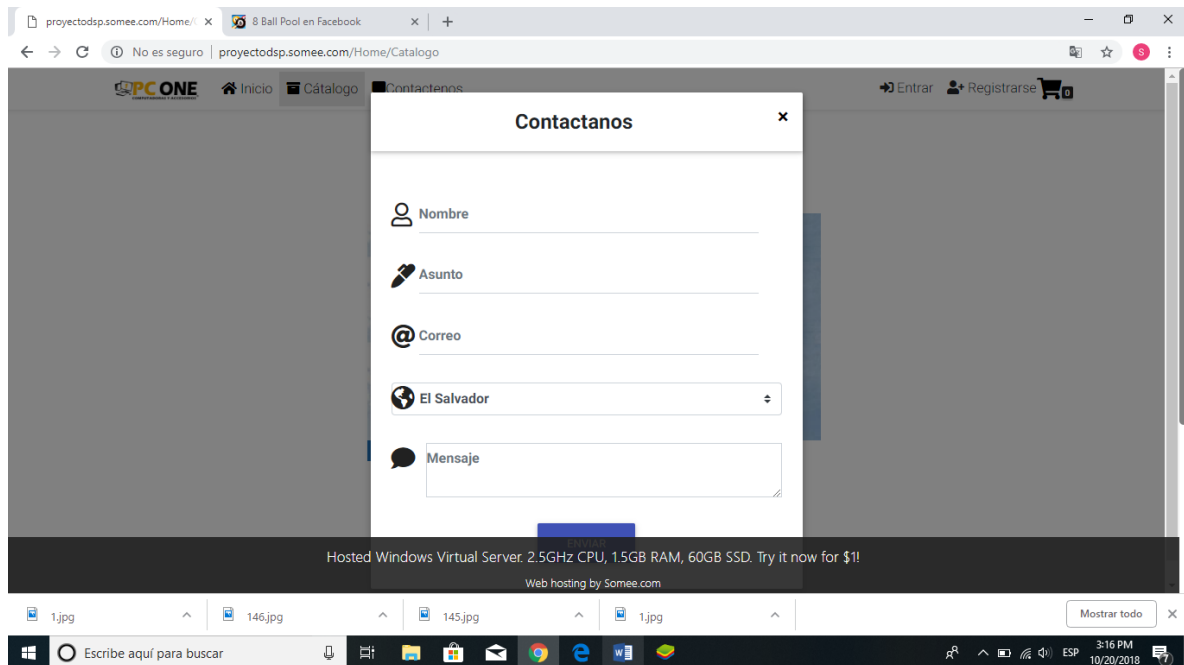 proyectodsp.somee.com/Home/
8 Ball Pool en Facebook
No es seguro | proyectodsp.somee.com/Home/Catalogo
PC ONE Inicio Cátalogo Contactenos Entrar Registrarse 0
Contactanos
Nombre
Asunto
Correo
El Salvador
Mensaje
ENVIAR
Hosted Windows Virtual Server. 2.5GHz CPU, 1.5GB RAM, 60GB SSD. Try it now for $1!
Web hosting by Somee.com
1.jpg 146.jpg 145.jpg 1.jpg Mostrar todo
Escribe aquí para buscar ESP 3:16 PM
10/20/2018